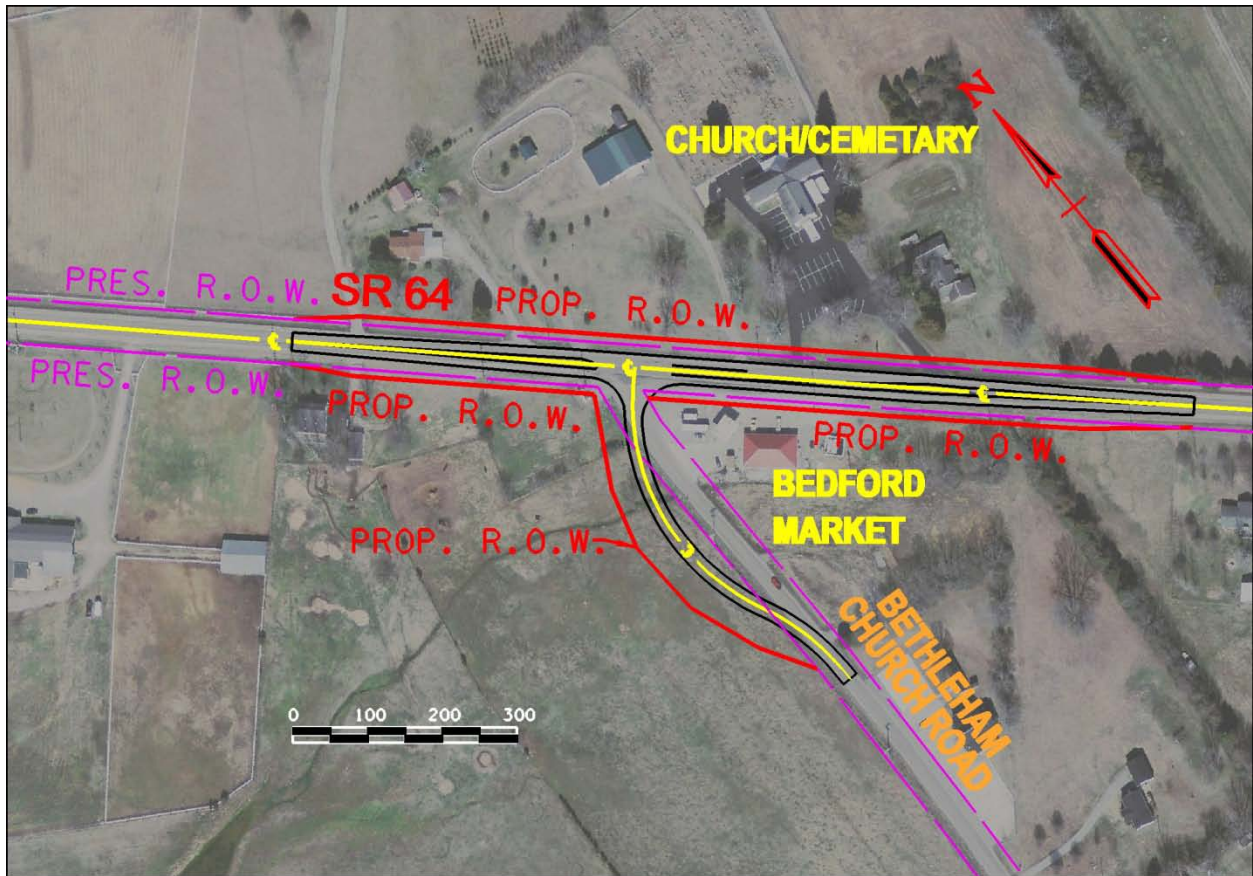 N
CHURCH/CEMETARY
PRES. R.O.W.
SR 64
PROP. R.O.W.
PRES. R.O.W.
PROP. R.O.W.
PROP. R.O.W.
BEDFORD
MARKET
PROP. R.O.W.
BETHLEHAM
CHURCH ROAD
0 100 200 300